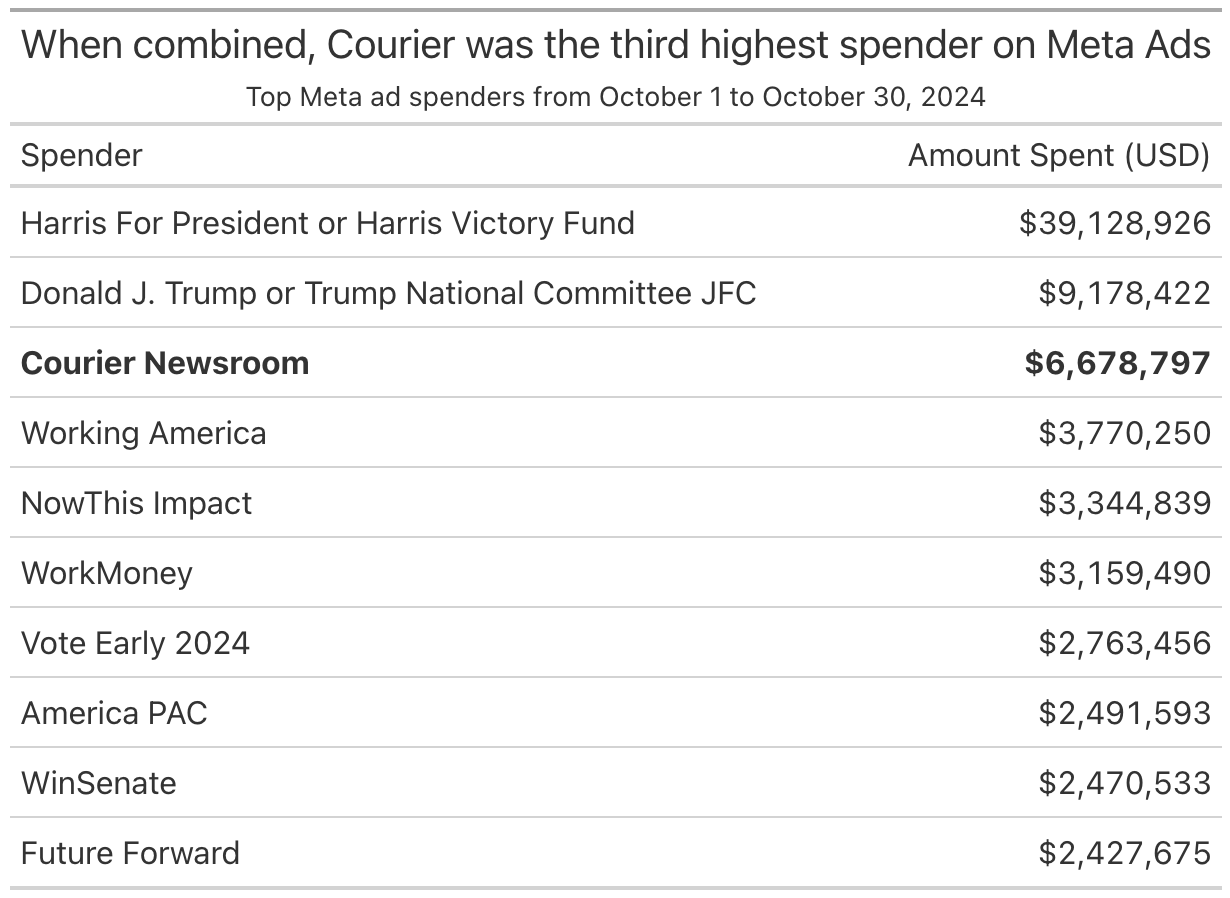 When combined, Courier was the third highest spender on Meta Ads
Top Meta ad spenders from October 1 to October 30, 2024
Spender Amount Spent (USD)
Harris For President or Harris Victory Fund $39,128,926
Donald J. Trump or Trump National Committee JFC $9,178,422
Courier Newsroom $6,678,797
Working America $3,770,250
NowThis Impact $3,344,839
WorkMoney $3,159,490
Vote Early 2024 $2,763,456
America PAC $2,491,593
WinSenate $2,470,533
Future Forward $2,427,675